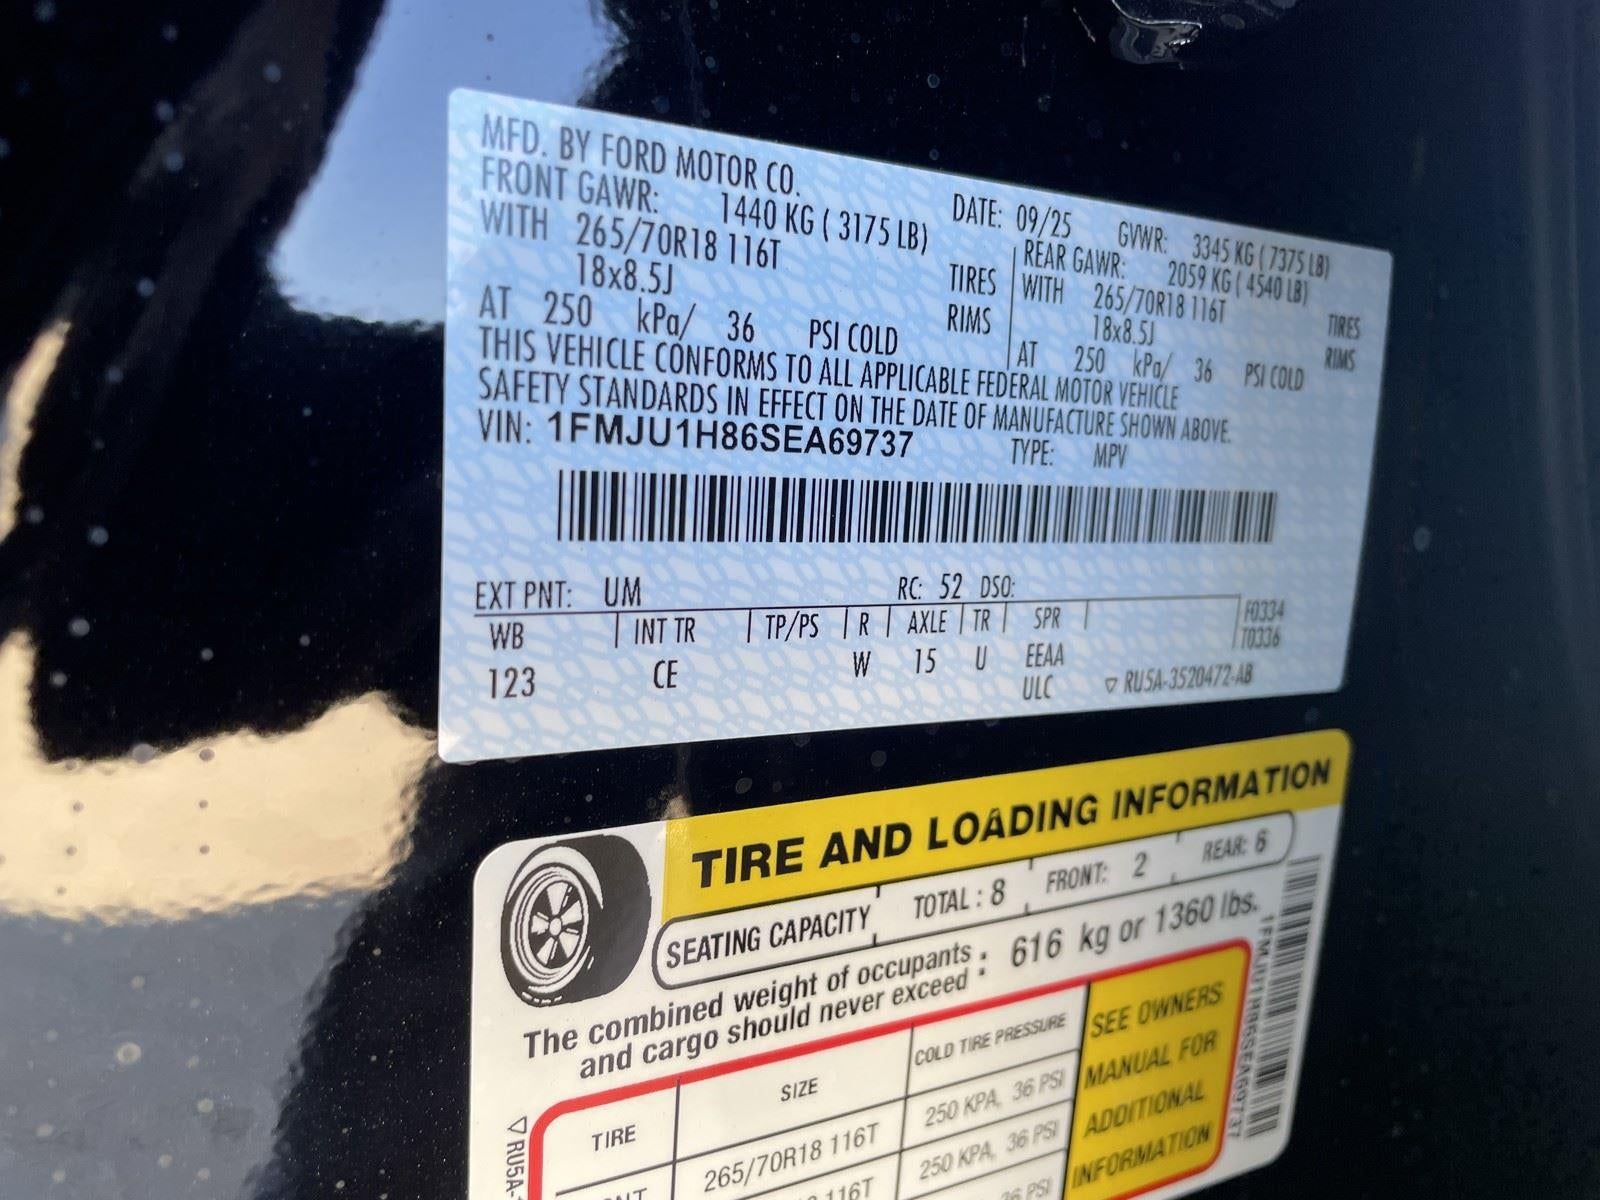 MFD. BY FORD MOTOR CO.
DATE: 09/25 GVWR: 3345 KG ( 7375 LB)
FRONT GAWR: 1440 KG ( 3175 LB)
WITH 265/70R18 116T TIRES
18x8.5J RIMS
AT 250 kPa/ 36 PSI COLD
REAR GAWR: 2059 KG ( 4540 LB)
WITH 265/70R18 116T TIRES
18x8.5J RIMS
AT 250 kPa/ 36 PSI COLD
THIS VEHICLE CONFORMS TO ALL APPLICABLE FEDERAL MOTOR VEHICLE
SAFETY STANDARDS IN EFFECT ON THE DATE OF MANUFACTURE SHOWN ABOVE.
VIN: 1FMJU1H86SEA69737 TYPE: MPV
EXT PNT: UM RC: 52 DSO:
WB INT TR TP/PS R AXLE TR SPR F0334
T0336
123 CE W 15 U EEAA
ULC ▽ RU5A-3520472-AB
TIRE AND LOADING INFORMATION
SEATING CAPACITY TOTAL : 8 FRONT: 2 REAR: 6
The combined weight of occupants
and cargo should never exceed : 616 kg or 1360 lbs.
TIRE SIZE COLD TIRE PRESSURE
265/70R18 116T 250 KPA, 36 PSI
116T 250 KPA, 36 PSI
36 PSI
SEE OWNERS
MANUAL FOR
ADDITIONAL
INFORMATION
1FMJU1H86SEA69737
▽ RU5A-